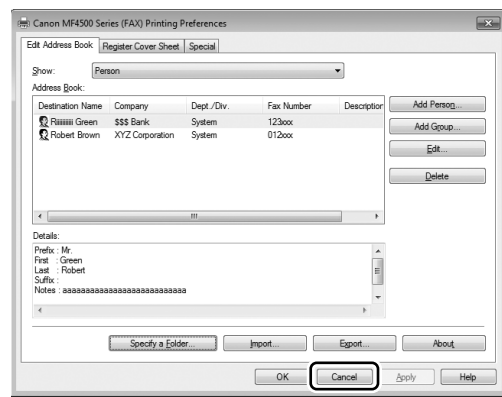 Canon MF4500 Series (FAX) Printing Preferences
Edit Address Book Register Cover Sheet Special
Show: Person
Address Book:
Destination Name Company Dept./Div. Fax Number Description
Green $$$ Bank System 123xxx
Robert Brown XYZ Corporation System 012xxx
Add Person...
Add Group...
Edit...
Delete
Details:
Prefix : Mr.
First : Green
Last : Robert
Suffix :
Notes :
Specify a Folder... Import... Export... About
OK Cancel Apply Help